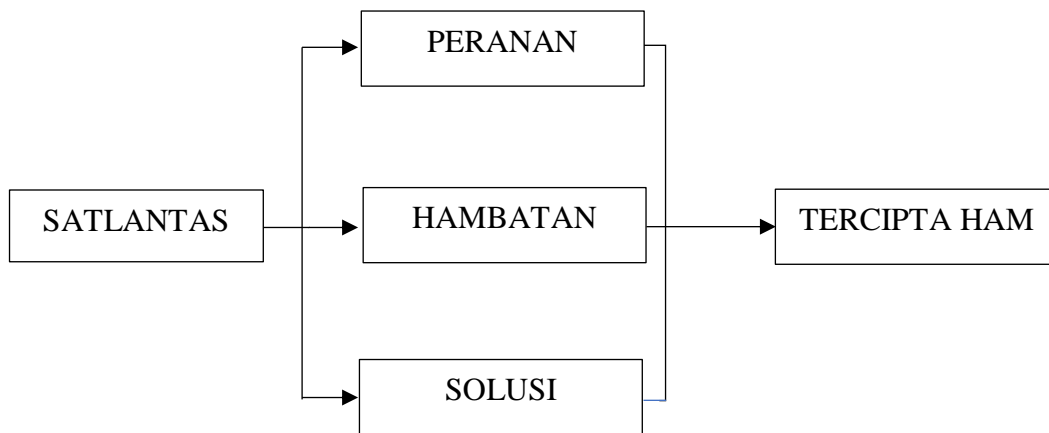 PERANAN
SATLANTAS
HAMBATAN
TERCIPTA HAM
SOLUSI